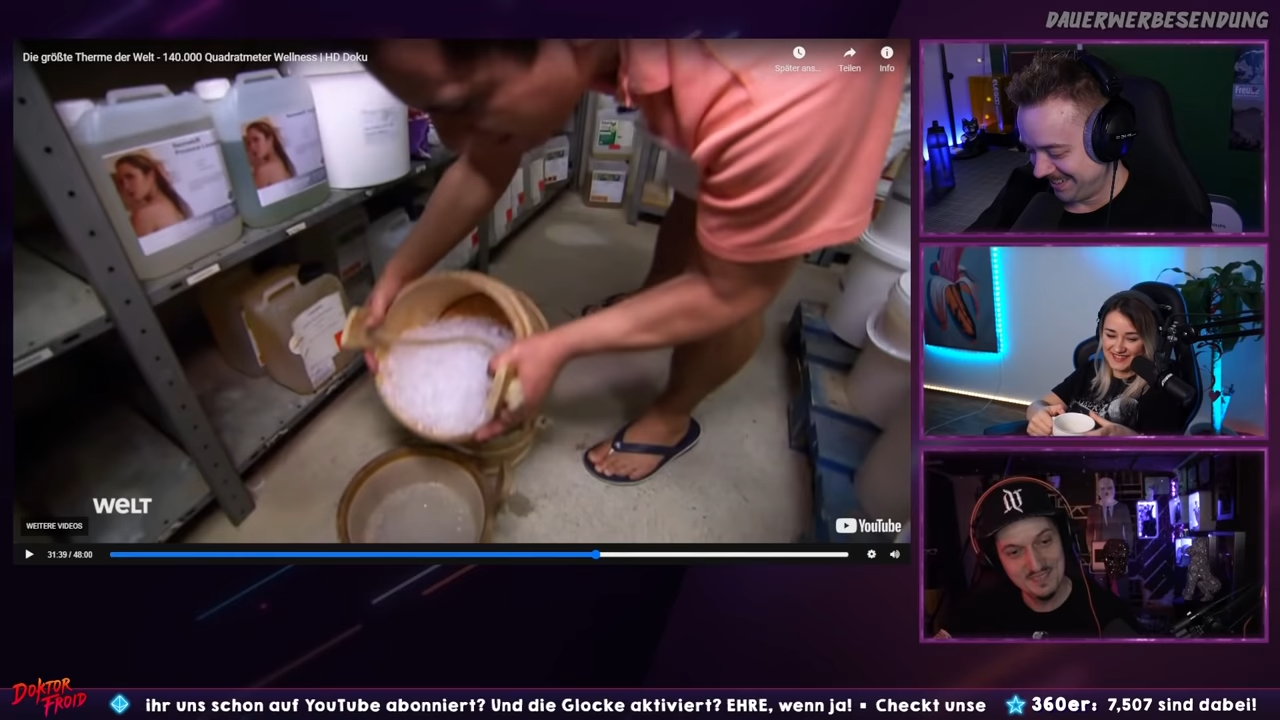 DAUERWERBESENDUNG
Die größte Therme der Welt - 140.000 Quadratmeter Wellness | HD Doku
Später ans...
Teilen
Info
Freude
WELT
WEITERE VIDEOS
YouTube
31:39 / 48:00
DOKTOR
FROID
ihr uns schon auf YouTube abonniert? Und die Glocke aktiviert? EHRE, wenn ja! ▪ Checkt unse
360er: 7,507 sind dabei!